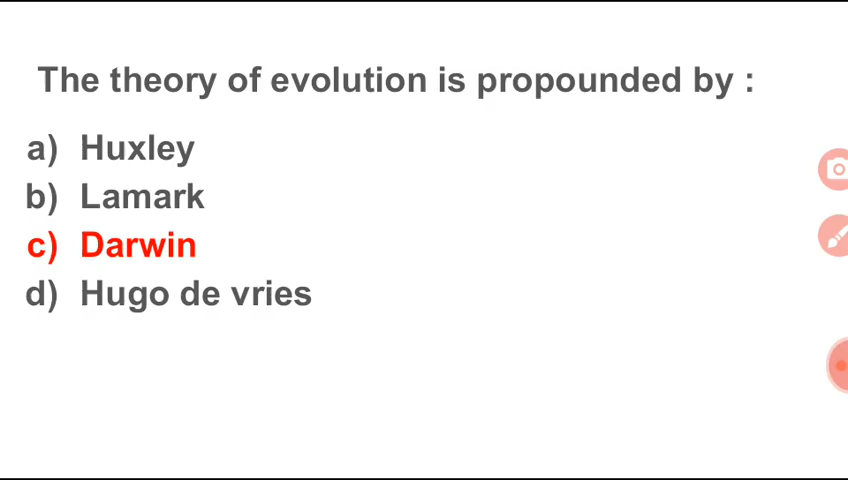 The theory of evolution is propounded by :
a) Huxley
b) Lamark
c) Darwin
d) Hugo de vries